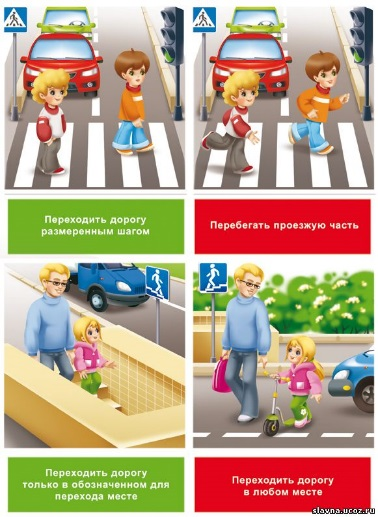 Переходить дорогу
размеренным шагом
Перебегать проезжую часть
Переходить дорогу
только в обозначенном для
перехода месте
Переходить дорогу
в любом месте
slavna.ucoz.ru